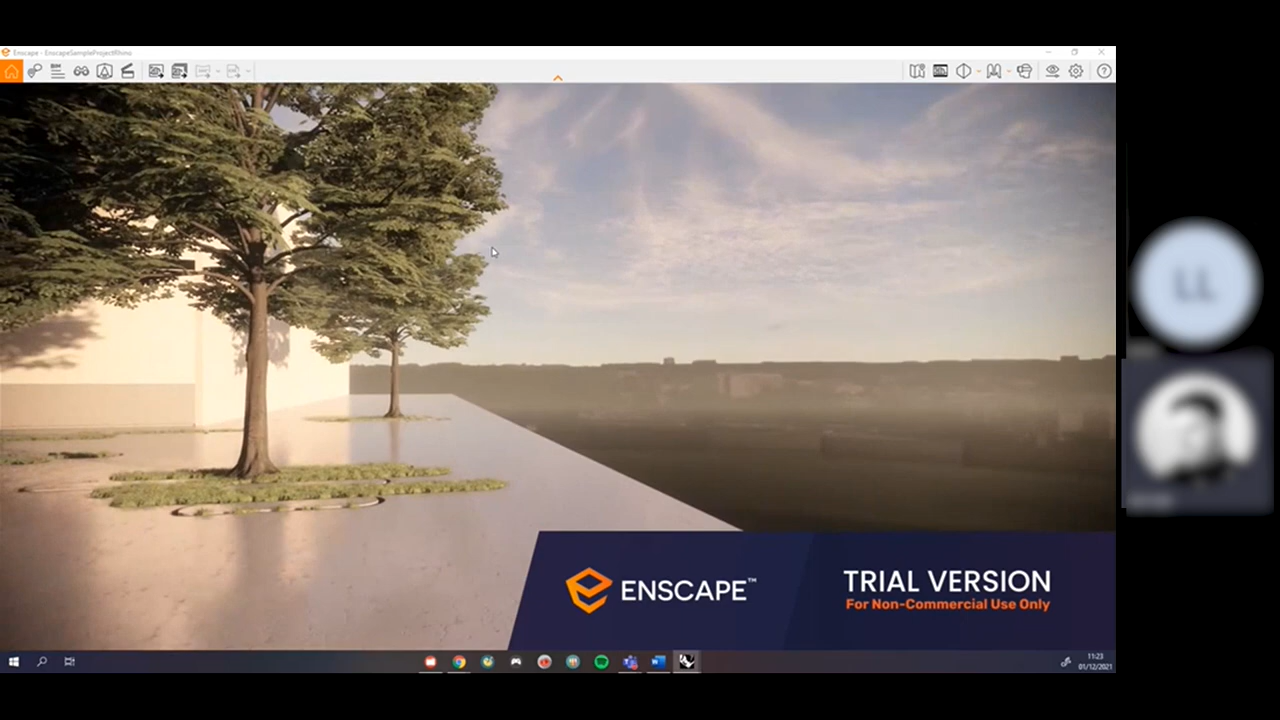 Enscape - EnscapeSampleProjectRhino
ENSCAPE™
TRIAL VERSION
For Non-Commercial Use Only
LL
11:23
01/12/2021